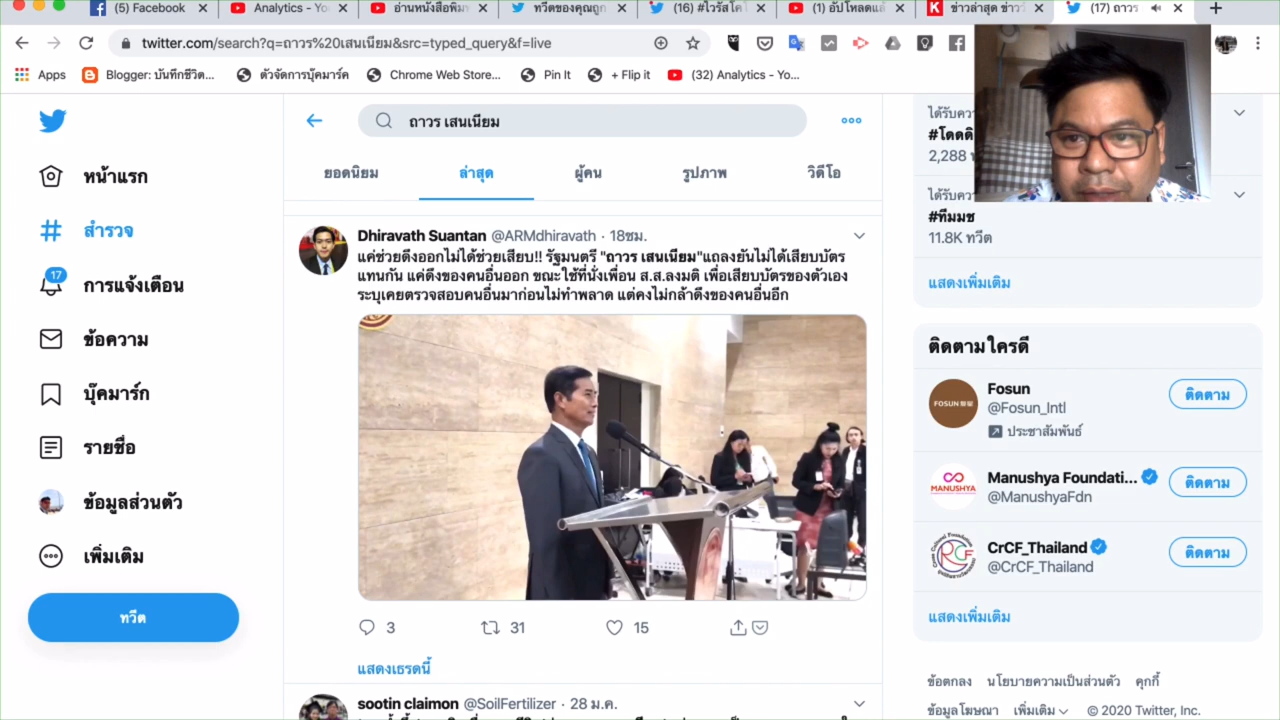 (5) Facebook
Analytics - Yo
อ่านหนังสือพิมพ
ทวีตของคุณถูก
(16) #ไวรัสโค
(1) อัปโหลดแล้
ข่าวล่าสุด ข่าว
(17) ถาวร
twitter.com/search?q=ถาวร%20เสนเนียม&src=typed_query&f=live
Apps
Blogger: บันทึกชีวิต...
ตัวจัดการบุ๊คมาร์ค
Chrome Web Store...
Pin It
+ Flip it
(32) Analytics - Yo...
ถาวร เสนเนียม
ยอดนิยม
ล่าสุด
ผู้คน
รูปภาพ
วิดีโอ
หน้าแรก
สำรวจ
17
การแจ้งเตือน
ข้อความ
บุ๊คมาร์ก
รายชื่อ
ข้อมูลส่วนตัว
เพิ่มเติม
ทวีต
Dhiravath Suantan @ARMdhiravath · 18ชม.
แค่ช่วยดึงออกไม่ได้ช่วยเสียบ!! รัฐมนตรี "ถาวร เสนเนียม"แถลงยันไม่ได้เสียบบัตร
แทนกัน แค่ดึงของคนอื่นออก ขณะใช้ที่นั่งเพื่อน ส.ส.ลงมติ เพื่อเสียบบัตรของตัวเอง
ระบุเคยตรวจสอบคนอื่นมาก่อนไม่ทำพลาด แต่คงไม่กล้าดึงของคนอื่นอีก
3
31
15
แสดงเธรดนี้
sootin claimon @SoilFertilizer · 28 ม.ค.
ได้รับควา
#โดดดิ
2,288
ได้รับควา
#ทีมมช
11.8K ทวีต
แสดงเพิ่มเติม
ติดตามใครดี
FOSUN
Fosun
@Fosun_Intl
ประชาสัมพันธ์
ติดตาม
MANUSHYA
Manushya Foundati...
@ManushyaFdn
ติดตาม
CrCF_Thailand
@CrCF_Thailand
ติดตาม
แสดงเพิ่มเติม
ข้อตกลง นโยบายความเป็นส่วนตัว คุกกี้
ข้อมูลโฆษณา เพิ่มเติม © 2020 Twitter, Inc.